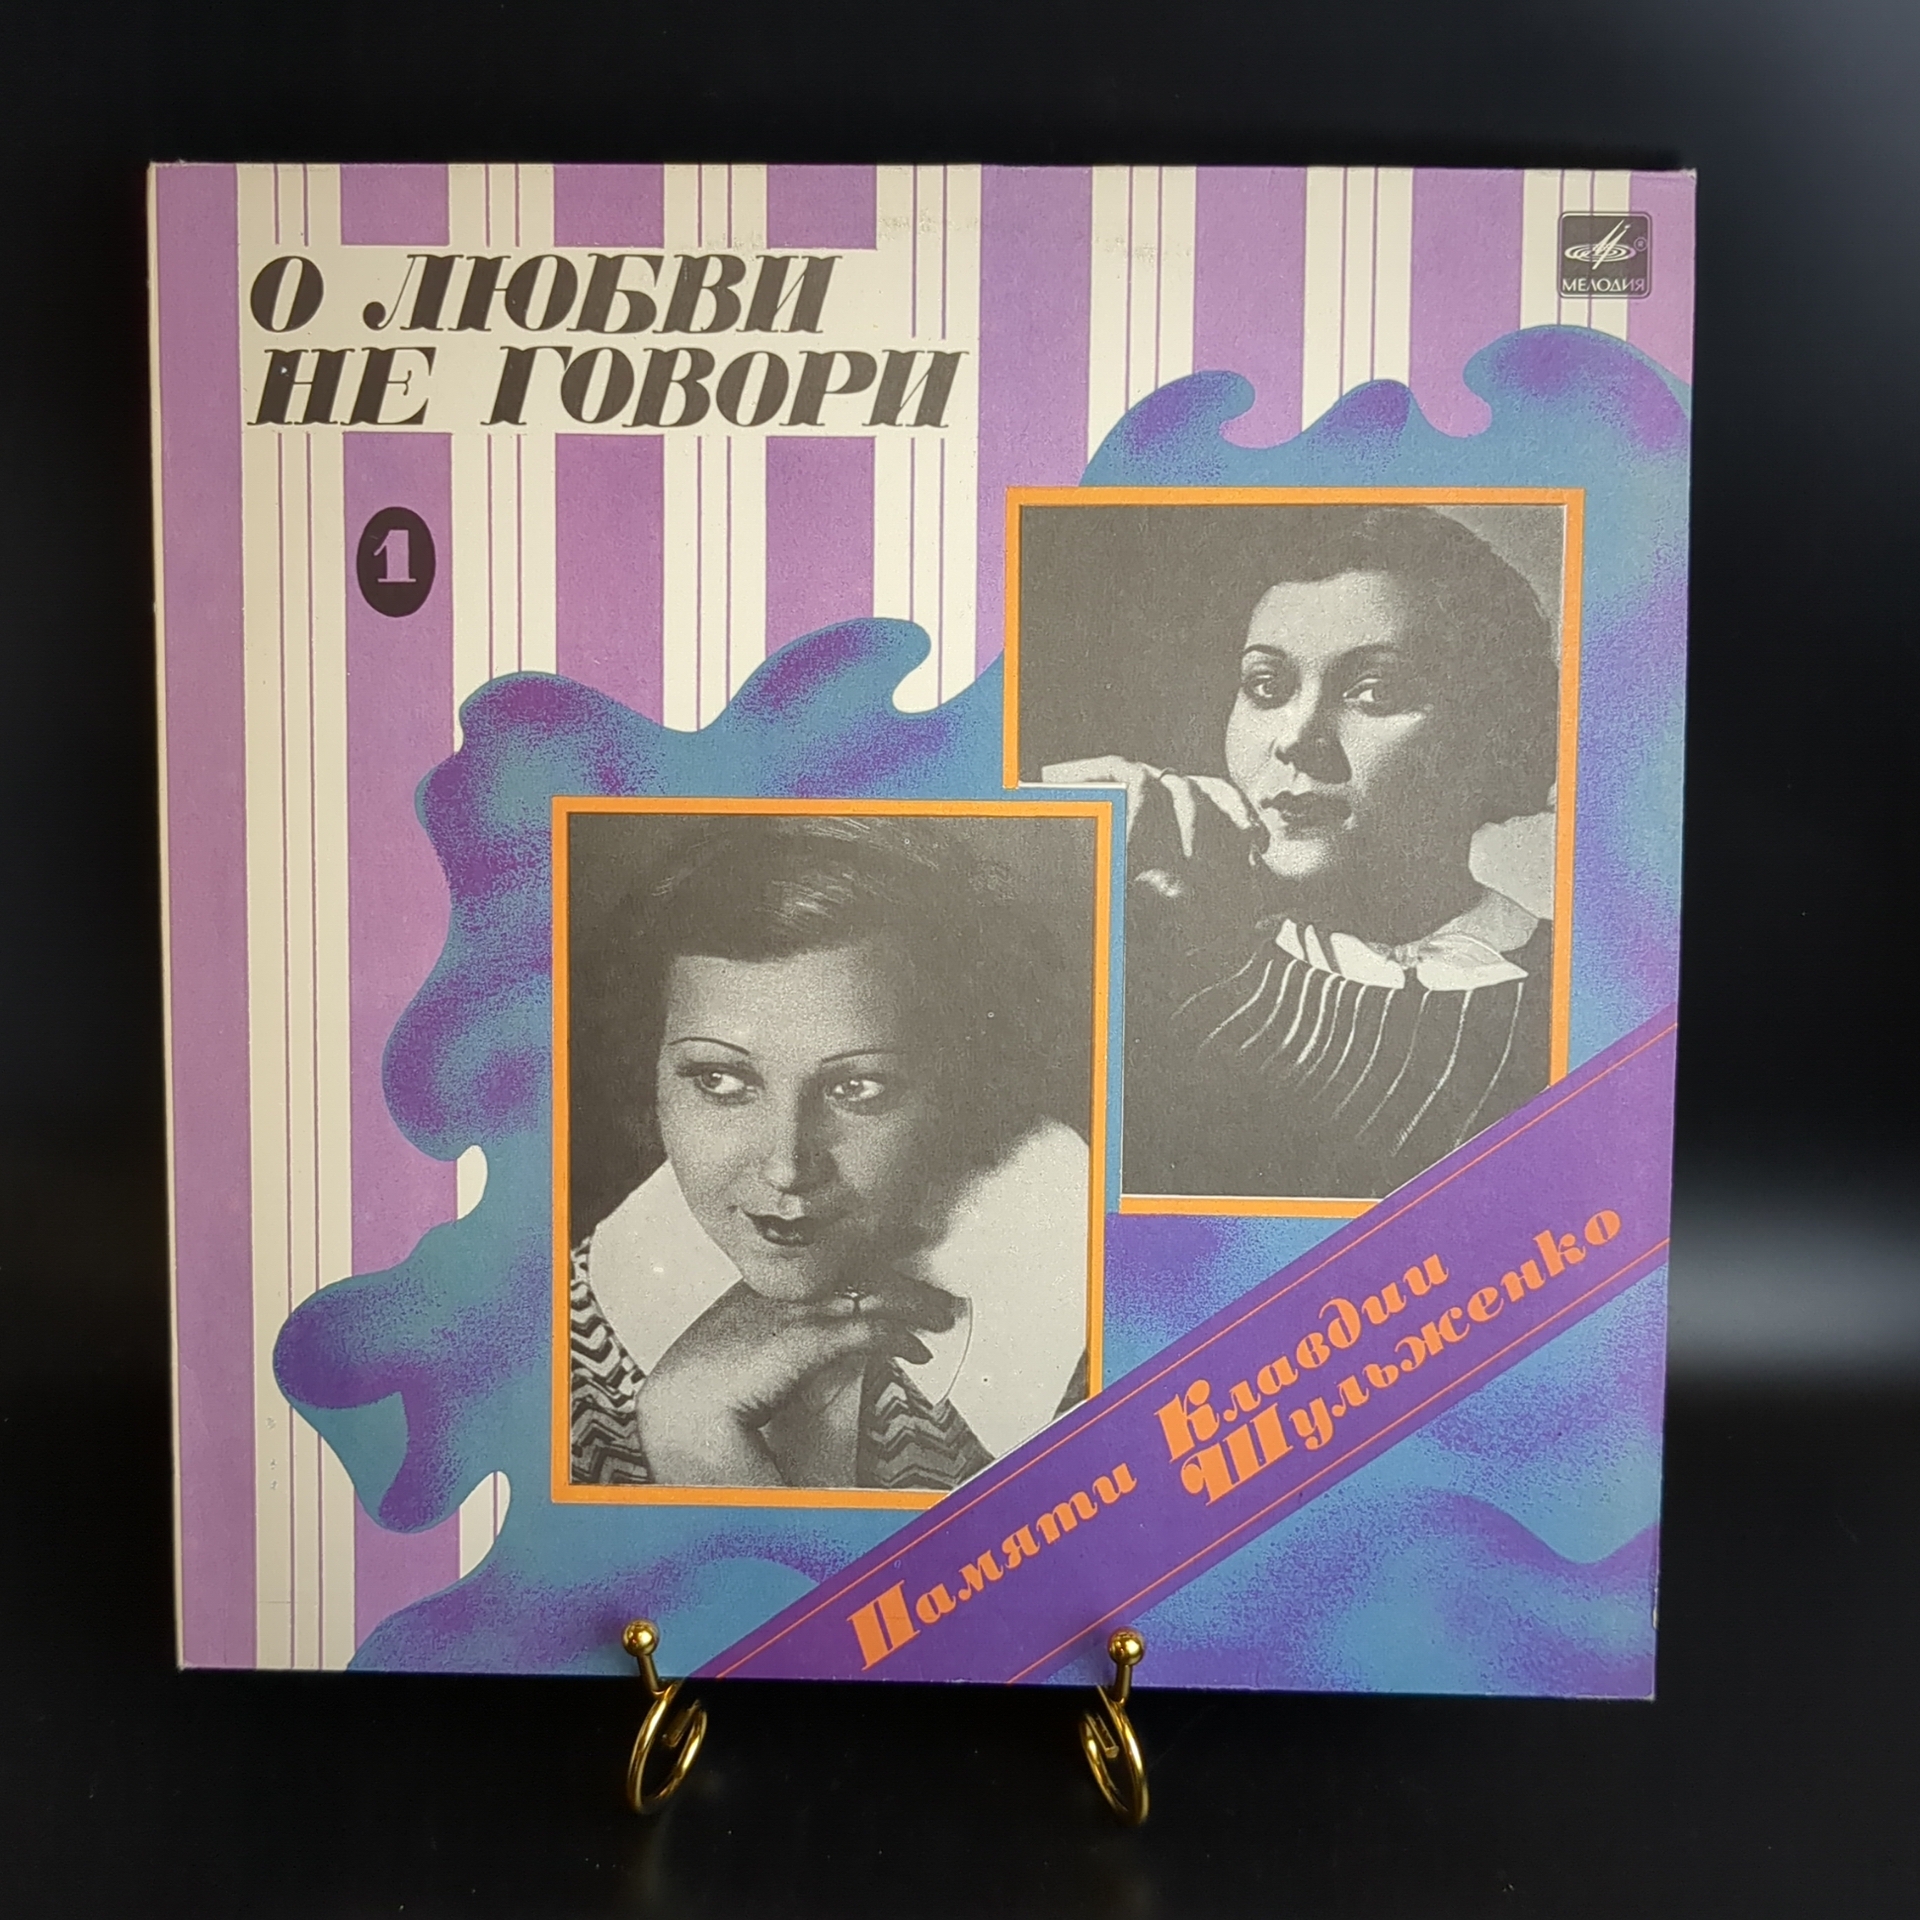 О ЛЮБВИ
НЕ ГОВОРИ
МЕЛОДИЯ
1
Памяти Клавдии
Шульженко